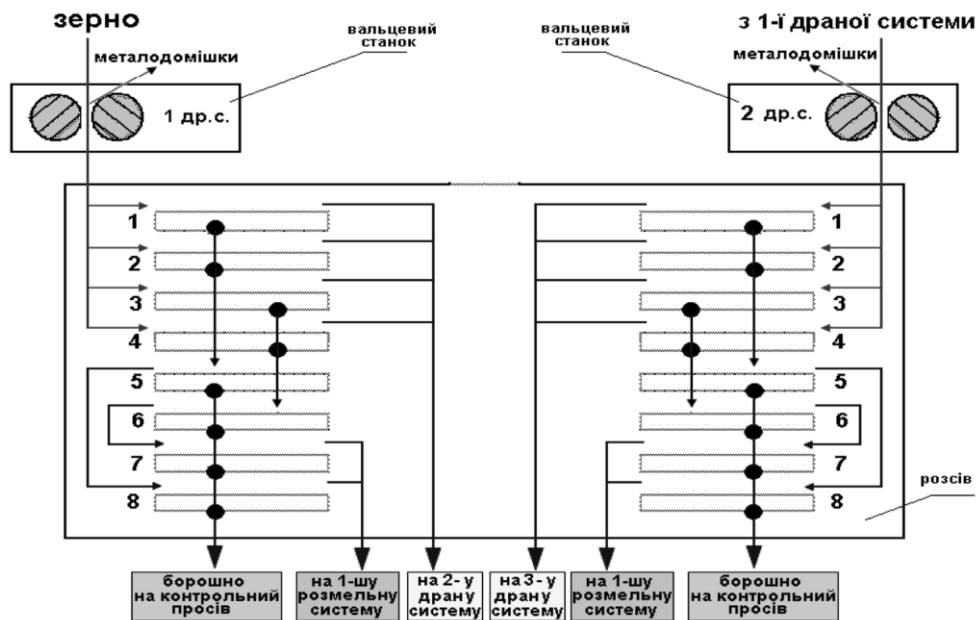 зерно
з 1-ї драної системи
вальцевий
станок
вальцевий
станок
металодомішки
металодомішки
1 др.с.
2 др.с.
1
2
3
4
5
6
7
8
1
2
3
4
5
6
7
8
розсів
борошно
на контрольний
просів
на 1-шу
розмельну
систему
на 2- у
драну
систему
на 3- у
драну
систему
на 1-шу
розмельну
систему
борошно
на контрольний
просів